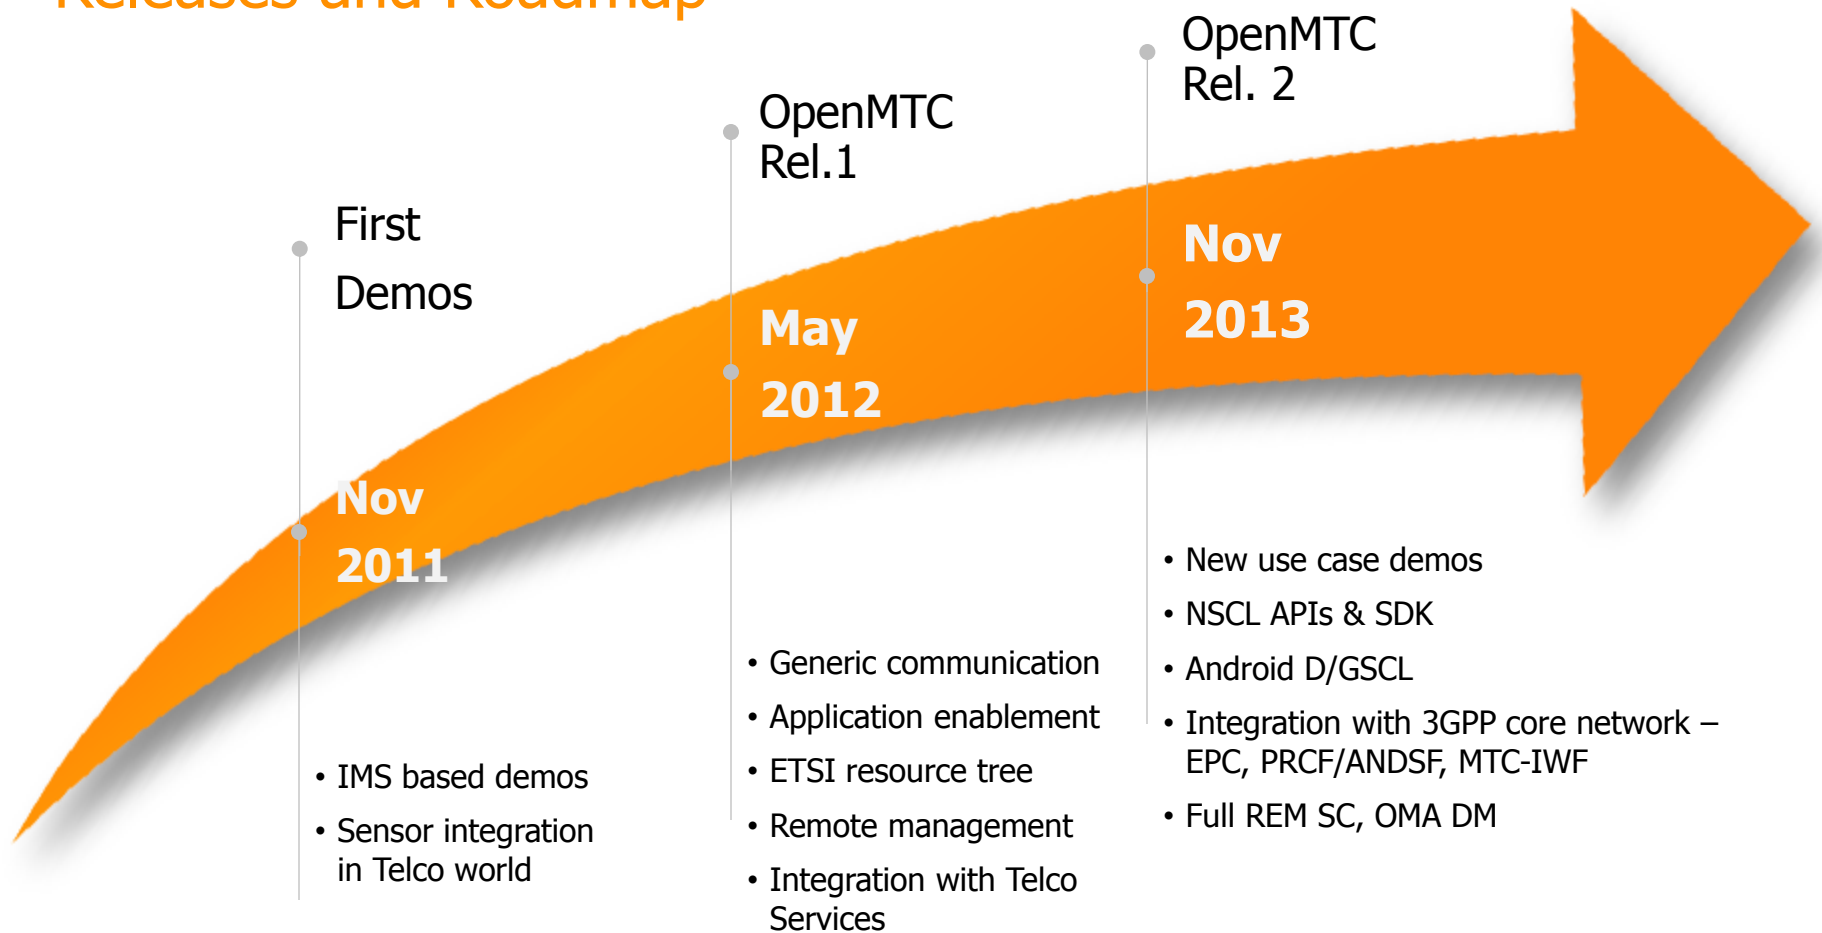 Releases and Roadmap
First
Demos
Nov
2011
• IMS based demos
• Sensor integration
in Telco world
OpenMTC
Rel.1
May
2012
• Generic communication
• Application enablement
• ETSI resource tree
• Remote management
• Integration with Telco
Services
OpenMTC
Rel. 2
Nov
2013
• New use case demos
• NSCL APIs & SDK
• Android D/GSCL
• Integration with 3GPP core network –
EPC, PRCF/ANDSF, MTC-IWF
• Full REM SC, OMA DM